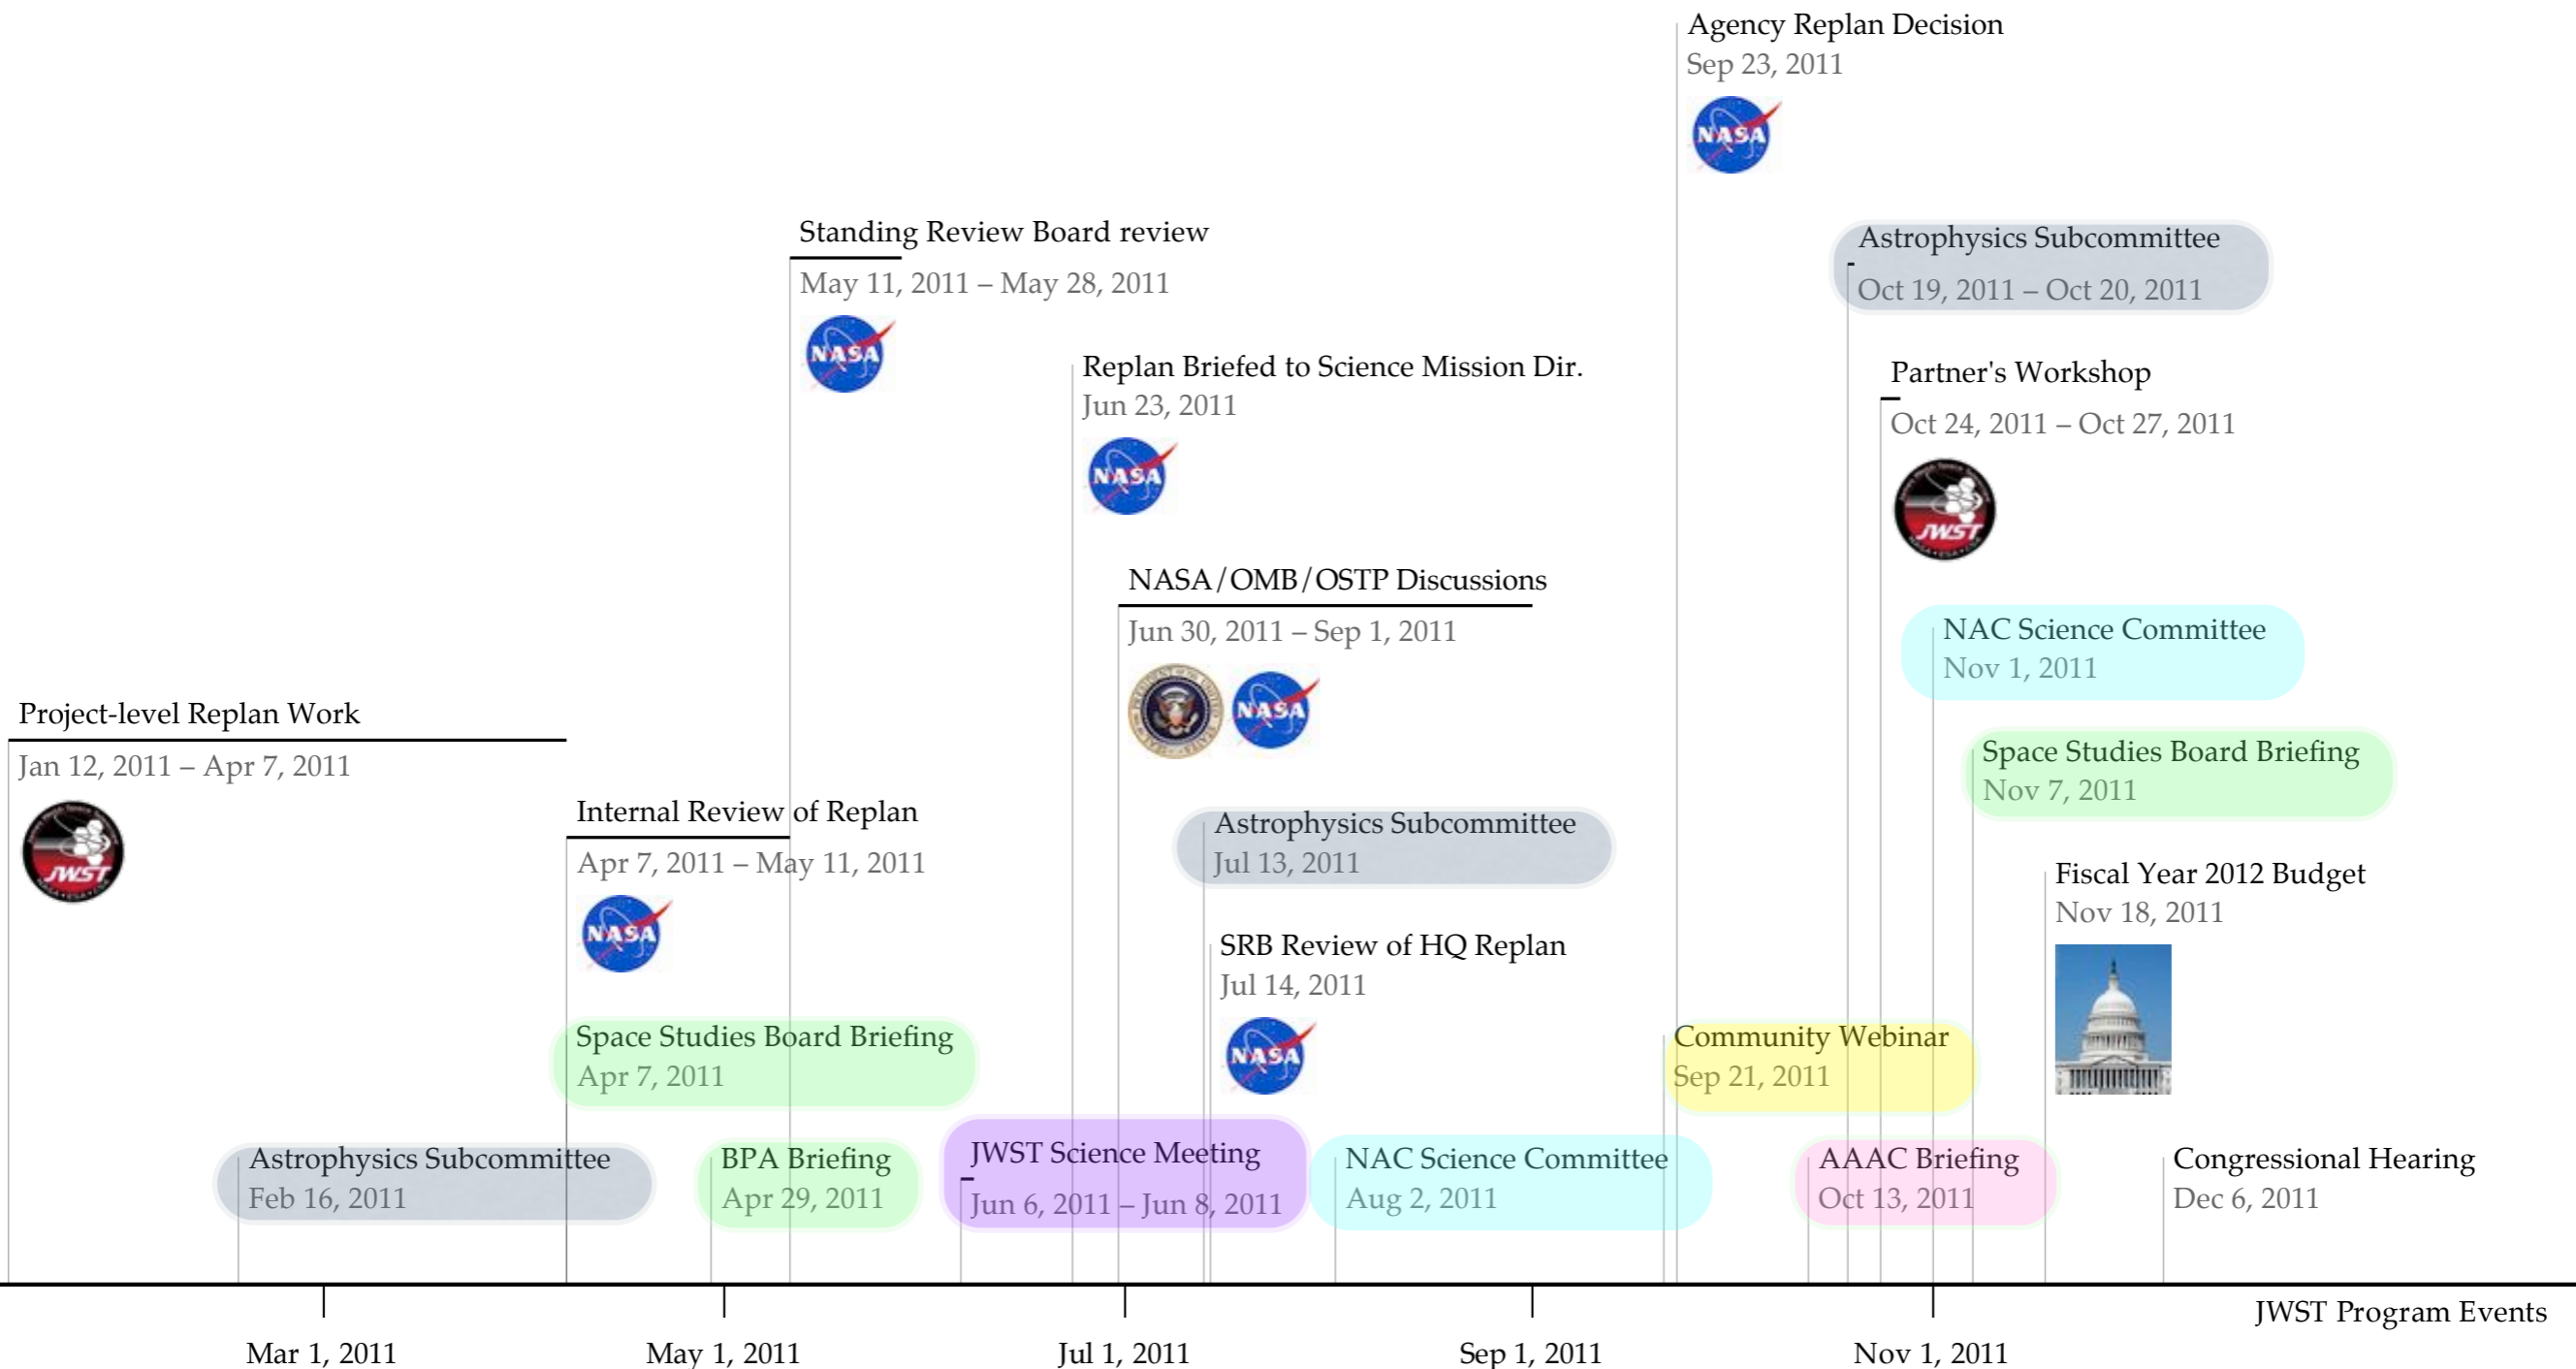 Agency Replan Decision
Sep 23, 2011
NASA
Standing Review Board review
May 11, 2011 – May 28, 2011
NASA
Astrophysics Subcommittee
Oct 19, 2011 – Oct 20, 2011
Replan Briefed to Science Mission Dir.
Jun 23, 2011
NASA
Partner's Workshop
Oct 24, 2011 – Oct 27, 2011
JWST
NASA/OMB/OSTP Discussions
Jun 30, 2011 – Sep 1, 2011
NASA
NAC Science Committee
Nov 1, 2011
Project-level Replan Work
Jan 12, 2011 – Apr 7, 2011
JWST
Space Studies Board Briefing
Nov 7, 2011
Internal Review of Replan
Apr 7, 2011 – May 11, 2011
NASA
Astrophysics Subcommittee
Jul 13, 2011
Fiscal Year 2012 Budget
Nov 18, 2011
SRB Review of HQ Replan
Jul 14, 2011
NASA
Space Studies Board Briefing
Apr 7, 2011
Community Webinar
Sep 21, 2011
Astrophysics Subcommittee
Feb 16, 2011
BPA Briefing
Apr 29, 2011
JWST Science Meeting
Jun 6, 2011 – Jun 8, 2011
NAC Science Committee
Aug 2, 2011
AAAC Briefing
Oct 13, 2011
Congressional Hearing
Dec 6, 2011
JWST Program Events
Mar 1, 2011
May 1, 2011
Jul 1, 2011
Sep 1, 2011
Nov 1, 2011